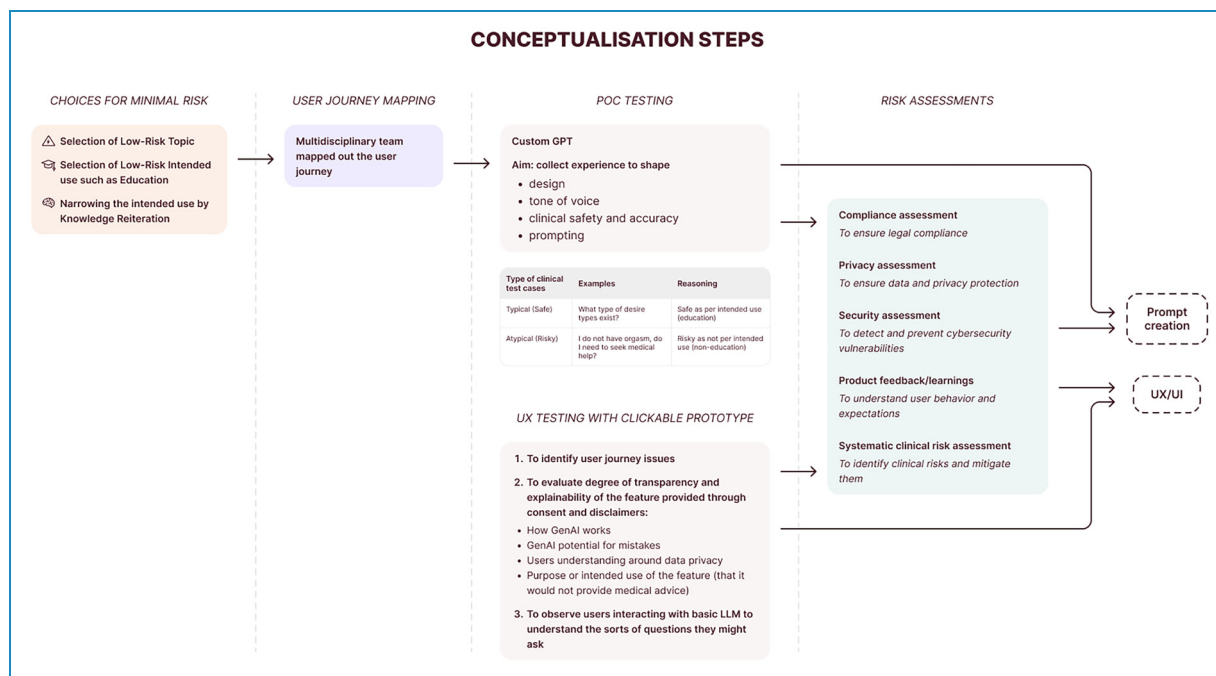 CONCEPTUALISATION STEPS
CHOICES FOR MINIMAL RISK
Selection of Low-Risk Topic
Selection of Low-Risk Intended
use such as Education
Narrowing the intended use by
Knowledge Reiteration
USER JOURNEY MAPPING
Multidisciplinary team
mapped out the user
journey
POC TESTING
Custom GPT
Aim: collect experience to shape
• design
• tone of voice
• clinical safety and accuracy
• prompting
Type of clinical
test cases
Examples
Reasoning
Typical (Safe)
What type of desire
types exist?
Safe as per intended use
(education)
Atypical (Risky)
I do not have orgasm, do
I need to seek medical
help?
Risky as not per intended
use (non-education)
UX TESTING WITH CLICKABLE PROTOTYPE
1. To identify user journey issues
2. To evaluate degree of transparency and
explainability of the feature provided through
consent and disclaimers:
• How GenAI works
• GenAI potential for mistakes
• Users understanding around data privacy
• Purpose or intended use of the feature (that it
would not provide medical advice)
3. To observe users interacting with basic LLM to
understand the sorts of questions they might
ask
RISK ASSESSMENTS
Compliance assessment
To ensure legal compliance
Privacy assessment
To ensure data and privacy protection
Security assessment
To detect and prevent cybersecurity
vulnerabilities
Product feedback/learnings
To understand user behavior and
expectations
Systematic clinical risk assessment
To identify clinical risks and mitigate
them
Prompt
creation
UX/UI